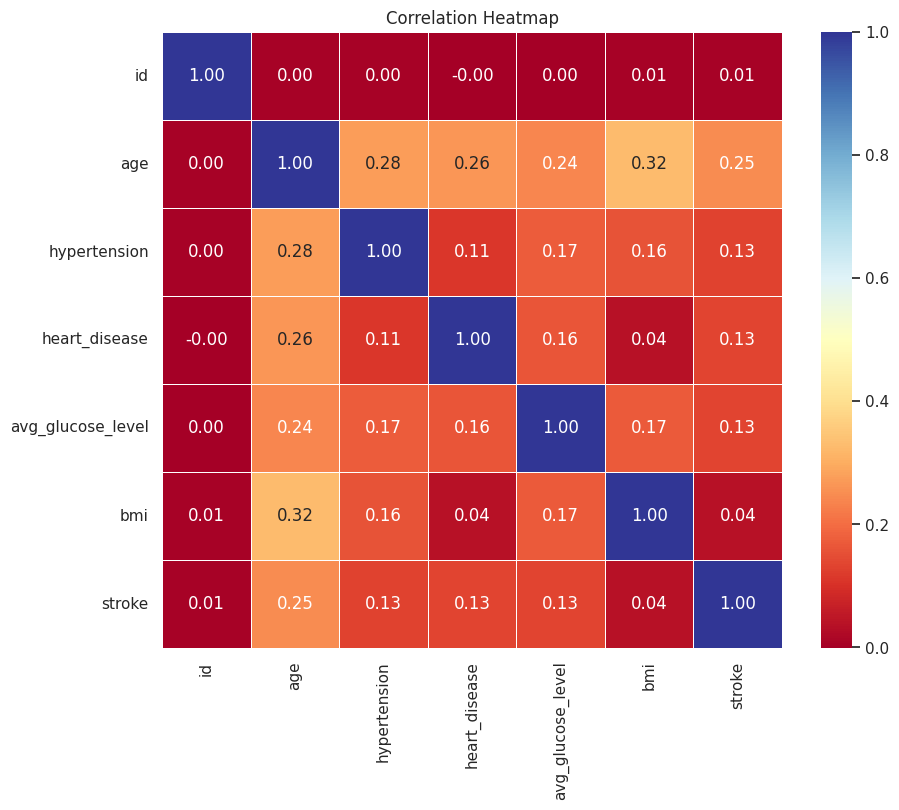 Correlation Heatmap
id 1.00 0.00 0.00 -0.00 0.00 0.01 0.01
age 0.00 1.00 0.28 0.26 0.24 0.32 0.25
hypertension 0.00 0.28 1.00 0.11 0.17 0.16 0.13
heart_disease -0.00 0.26 0.11 1.00 0.16 0.04 0.13
avg_glucose_level 0.00 0.24 0.17 0.16 1.00 0.17 0.13
bmi 0.01 0.32 0.16 0.04 0.17 1.00 0.04
stroke 0.01 0.25 0.13 0.13 0.13 0.04 1.00
id
age
hypertension
heart_disease
avg_glucose_level
bmi
stroke
1.0
0.8
0.6
0.4
0.2
0.0